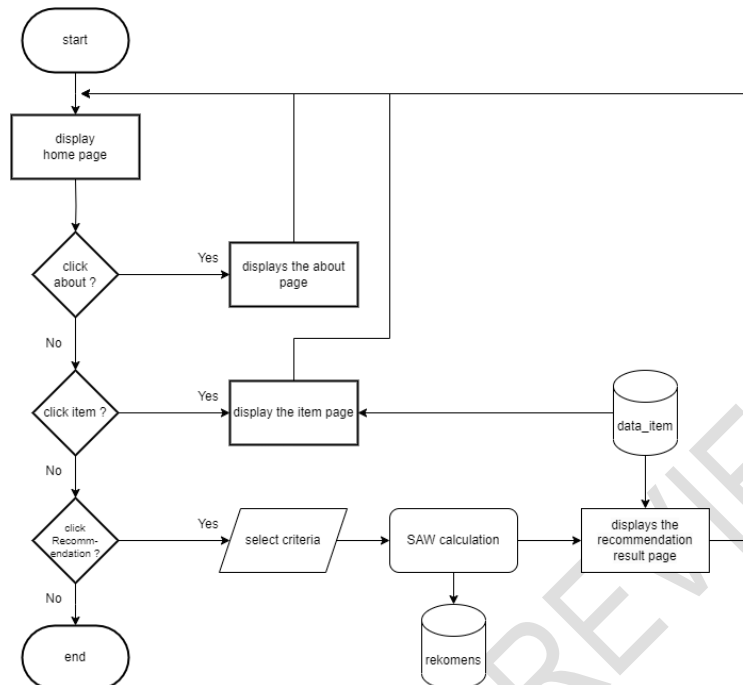 start
display
home page
click
about ?
Yes
displays the about
page
No
click item ?
Yes
display the item page
data_item
No
click
Recomm-
endation ?
Yes
select criteria
SAW calculation
displays the
recommendation
result page
No
end
rekomens